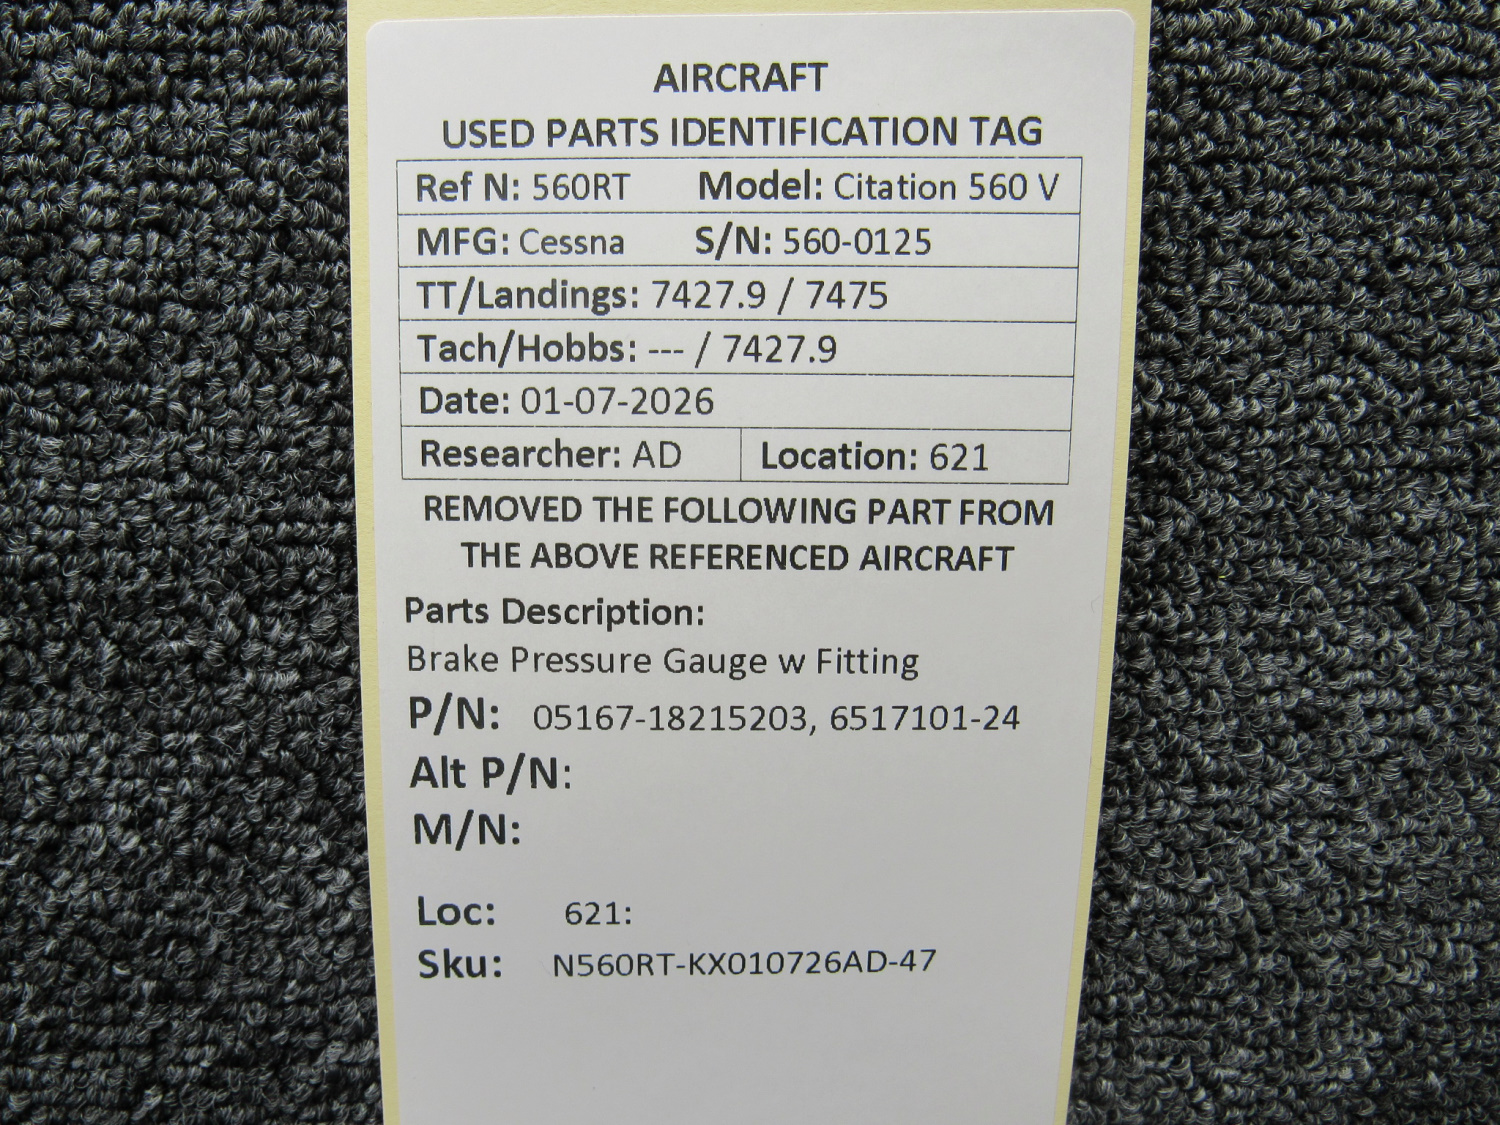 AIRCRAFT
USED PARTS IDENTIFICATION TAG
Ref N: 560RT Model: Citation 560 V
MFG: Cessna S/N: 560-0125
TT/Landings: 7427.9 / 7475
Tach/Hobbs: --- / 7427.9
Date: 01-07-2026
Researcher: AD Location: 621
REMOVED THE FOLLOWING PART FROM
THE ABOVE REFERENCED AIRCRAFT
Parts Description:
Brake Pressure Gauge w Fitting
P/N: 05167-18215203, 6517101-24
Alt P/N:
M/N:
Loc: 621:
Sku: N560RT-KX010726AD-47